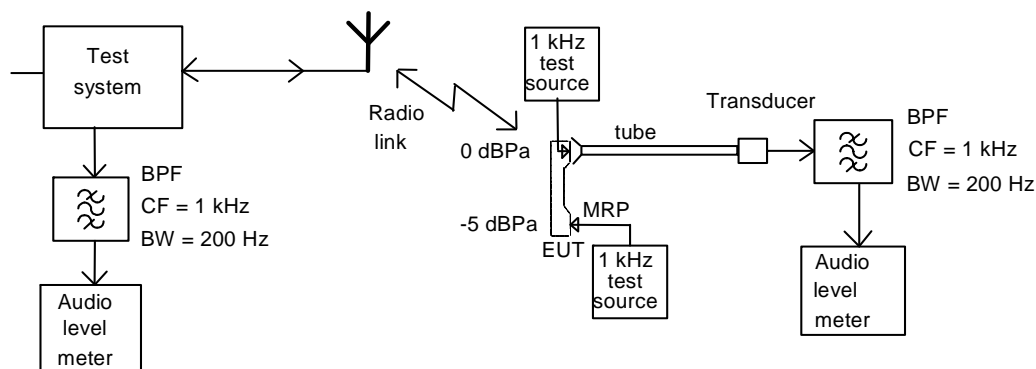 Test
system
BPF
CF = 1 kHz
BW = 200 Hz
Audio
level
meter
Radio
link
1 kHz
test
source
0 dBPa
-5 dBPa
EUT
MRP
1 kHz
test
source
tube
Transducer
BPF
CF = 1 kHz
BW = 200 Hz
Audio
level
meter